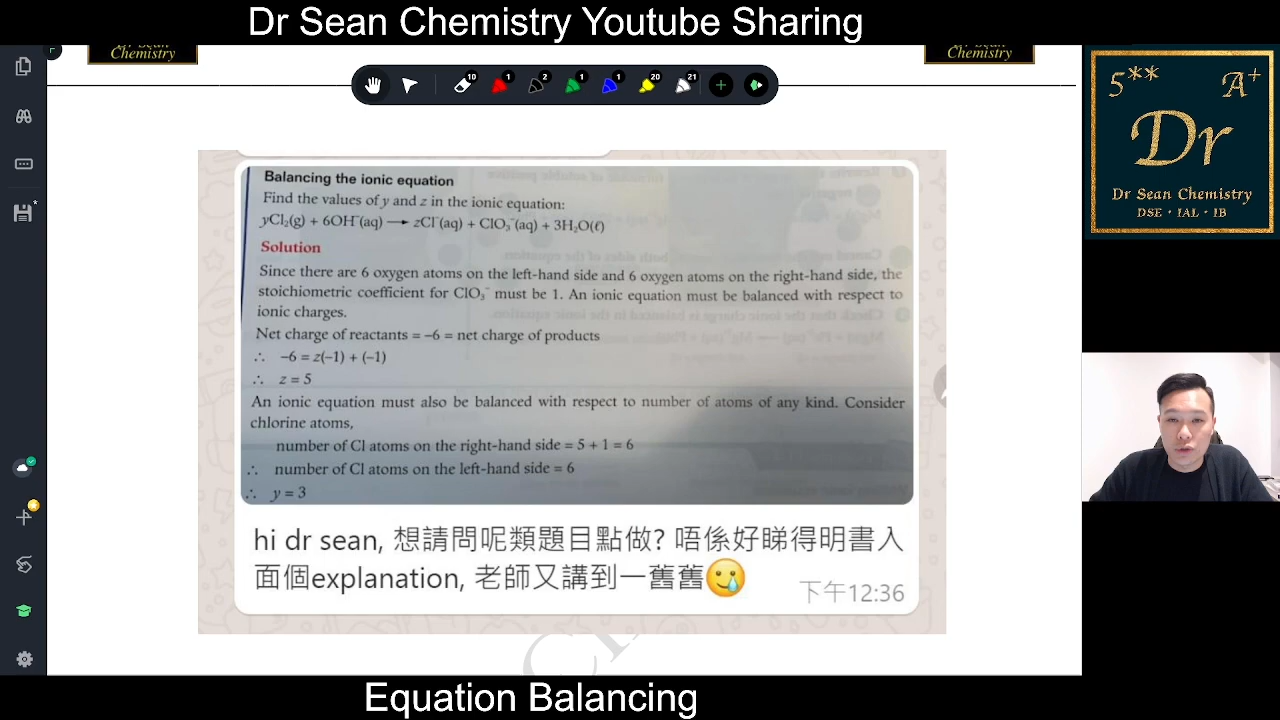 Dr Sean Chemistry Youtube Sharing
Chemistry
Chemistry
10
1
2
1
1
20
21
5** A+
Dr
Dr Sean Chemistry
DSE · IAL · IB
Balancing the ionic equation
Find the values of y and z in the ionic equation:
yCl₂(g) + 6OH⁻(aq) → zCl⁻(aq) + ClO₃⁻(aq) + 3H₂O(ℓ)
Solution
Since there are 6 oxygen atoms on the left-hand side and 6 oxygen atoms on the right-hand side, the
stoichiometric coefficient for ClO₃⁻ must be 1. An ionic equation must be balanced with respect to
ionic charges.
Net charge of reactants = –6 = net charge of products
∴ –6 = z(–1) + (–1)
∴ z = 5
An ionic equation must also be balanced with respect to number of atoms of any kind. Consider
chlorine atoms,
number of Cl atoms on the right-hand side = 5 + 1 = 6
∴ number of Cl atoms on the left-hand side = 6
∴ y = 3
hi dr sean, 想請問呢類題目點做? 唔係好睇得明書入
面個explanation, 老師又講到一舊舊🥲
下午12:36
Equation Balancing